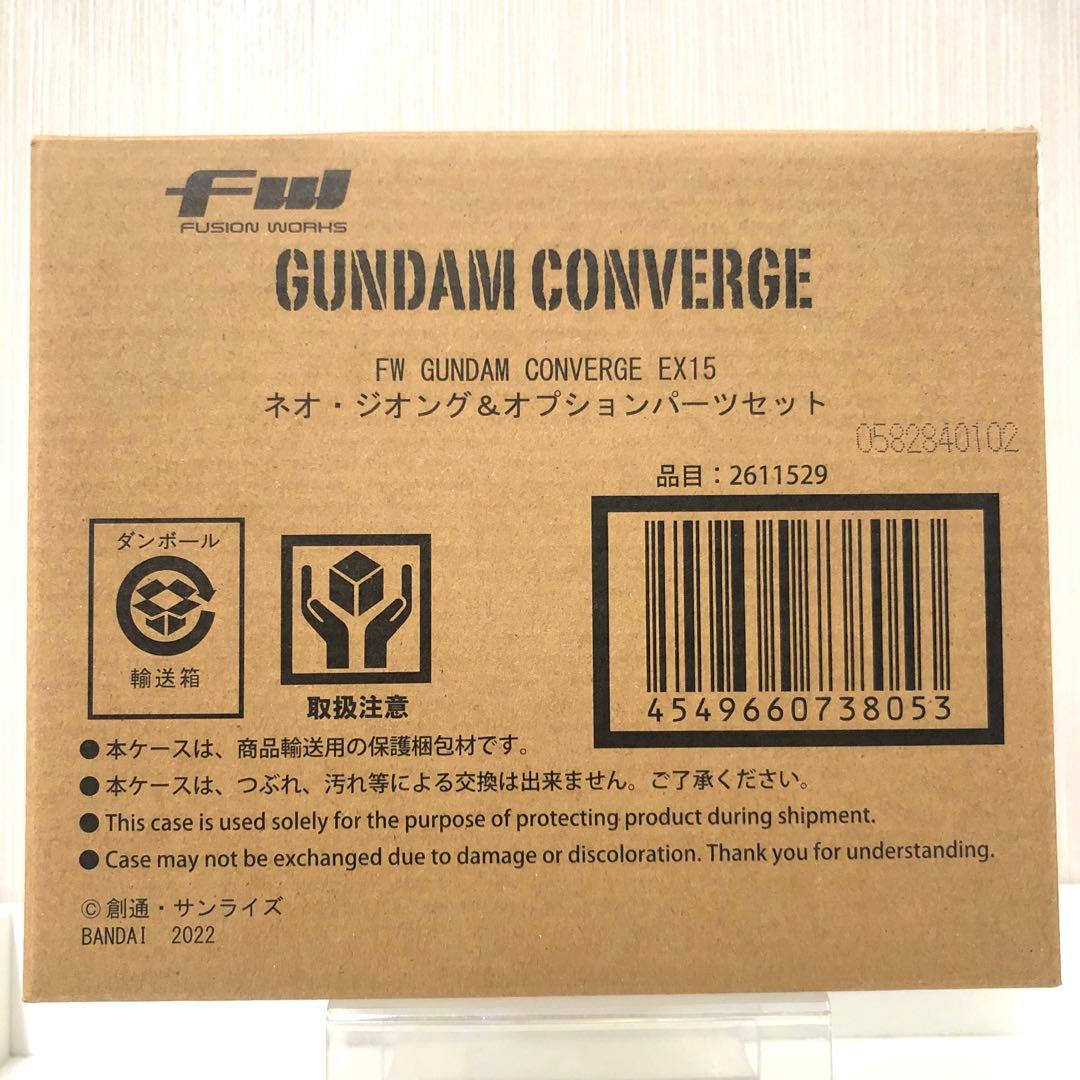 FW
FUSION WORKS
GUNDAM CONVERGE
FW GUNDAM CONVERGE EX15
ネオ・ジオング&オプションパーツセット
0582840102
品目:2611529
ダンボール
輸送箱
取扱注意
4549660738053
●本ケースは、商品輸送用の保護梱包材です。
●本ケースは、つぶれ、汚れ等による交換は出来ません。ご了承ください。
●This case is used solely for the purpose of protecting product during shipment.
●Case may not be exchanged due to damage or discoloration. Thank you for understanding.
©創通・サンライズ
BANDAI 2022